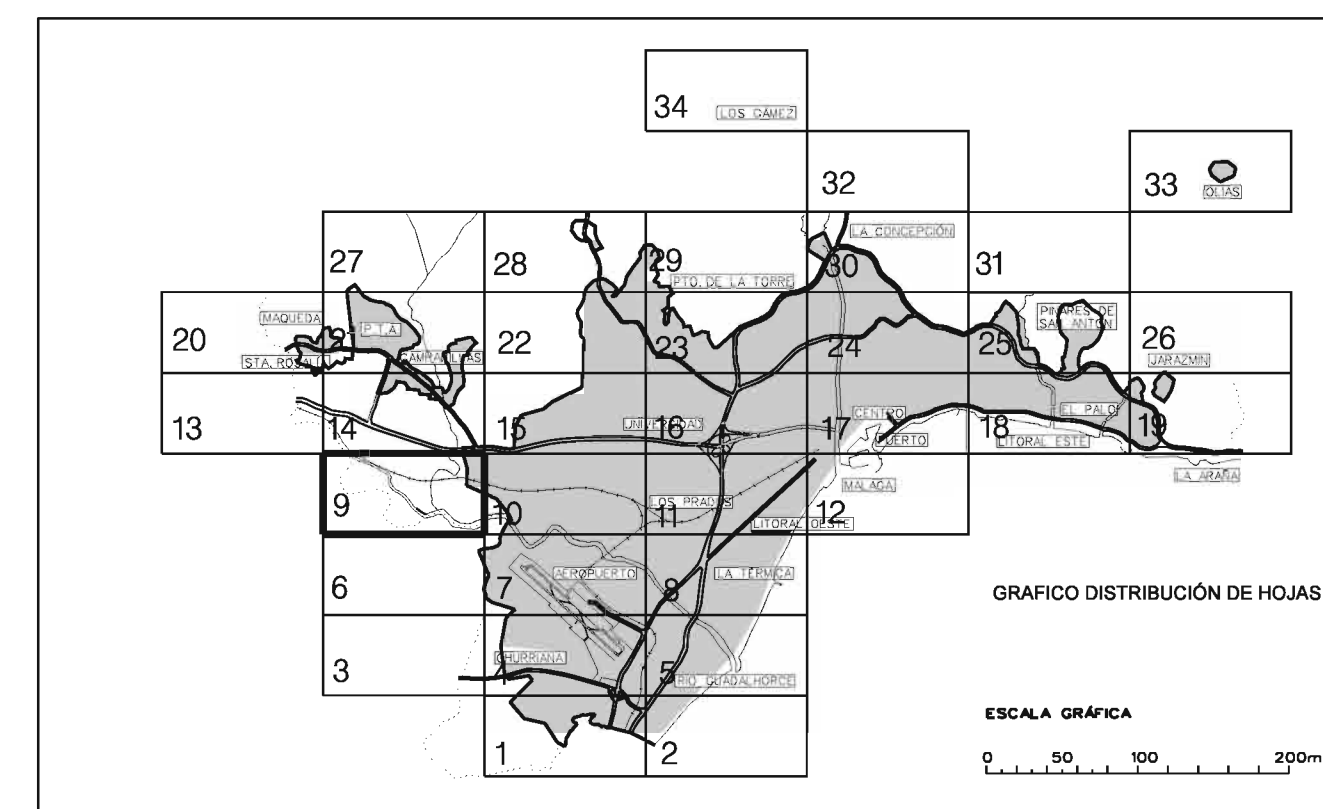 34 LOS GÁMEZ
32
33
OLIAS
LA CONCEPCIÓN
27
28
29
30
31
PTO. DE LA TORRE
MAQUEDA
P.T.A.
PINARES DE
SAN ANTÓN
20
22
23
24
25
26
STA. ROSALIA
CAMPANILLAS
JARAZMIN
13
14
15
UNIVERSIDAD
16
17
CENTRO
PUERTO
18
EL PALO
19
LITORAL ESTE
LA ARAÑA
MALAGA
9
10
LOS PRADOS
11
LITORAL OESTE
12
6
7
AEROPUERTO
8
LA TÉRMICA
GRAFICO DISTRIBUCIÓN DE HOJAS
3
CHURRIANA
5
RIO GUADALHORCE
1
2
ESCALA GRÁFICA
0 50 100 200m